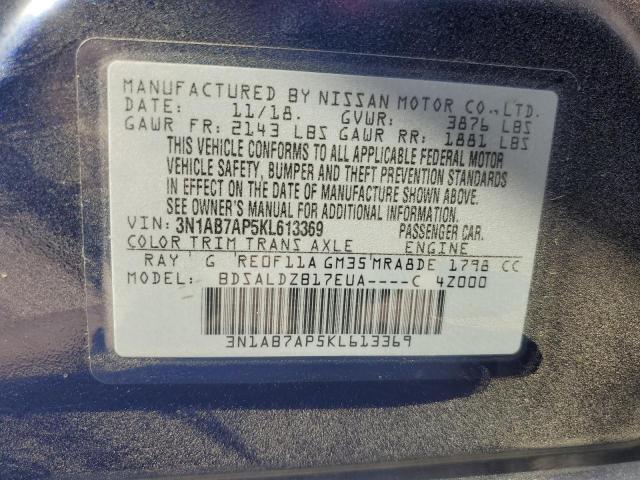 MANUFACTURED BY NISSAN MOTOR CO.,LTD.
DATE: 11/18. GVWR: 3876 LBS
GAWR FR: 2143 LBS GAWR RR: 1881 LBS
THIS VEHICLE CONFORMS TO ALL APPLICABLE FEDERAL MOTOR
VEHICLE SAFETY, BUMPER AND THEFT PREVENTION STANDARDS
IN EFFECT ON THE DATE OF MANUFACTURE SHOWN ABOVE.
SEE OWNER'S MANUAL FOR ADDITIONAL INFORMATION.
VIN: 3N1AB7AP5KL613369 PASSENGER CAR.
COLOR TRIM TRANS AXLE ENGINE
RAY G RE0F11A GM35 MRA8DE 1798 CC
MODEL: BDSALDZB17EUA----C 4Z000
3N1AB7AP5KL613369